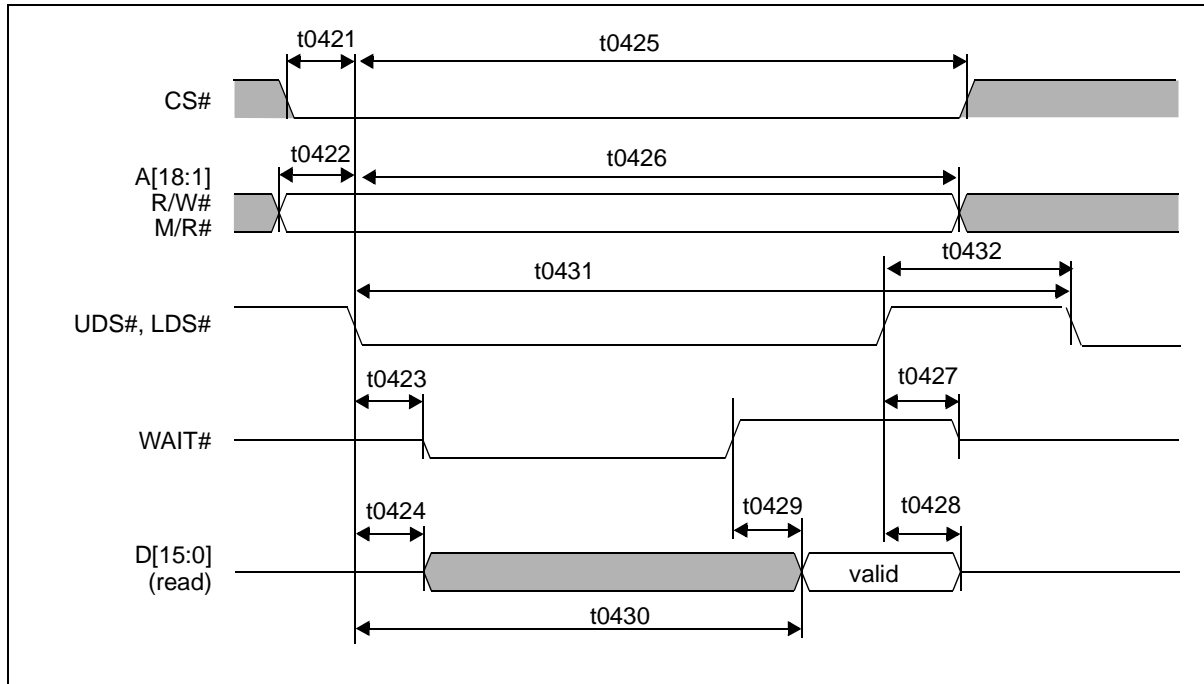 t0421
t0425
CS#
t0422
t0426
A[18:1]
R/W#
M/R#
t0432
t0431
UDS#, LDS#
t0423
t0427
WAIT#
t0424
t0429
t0428
D[15:0]
(read)
valid
t0430